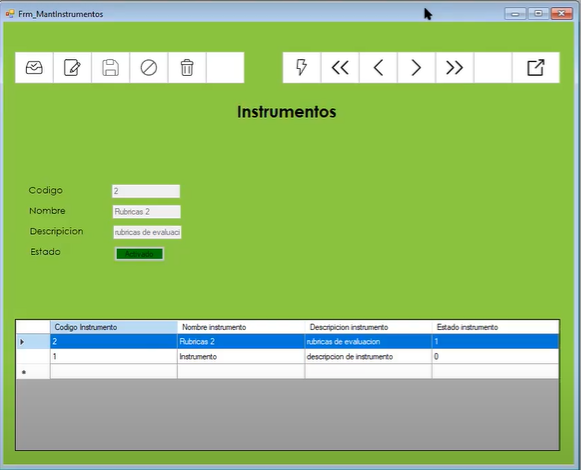 Frm_MantInstrumentos
Instrumentos
Codigo 2
Nombre Rubricas 2
Descripicion rubricas de evaluaci
Estado Activado
Codigo Instrumento Nombre instrumento Descripicion instrumento Estado instrumento
2 Rubricas 2 rubricas de evaluacion 1
1 Instrumento descripcion de instrumento 0